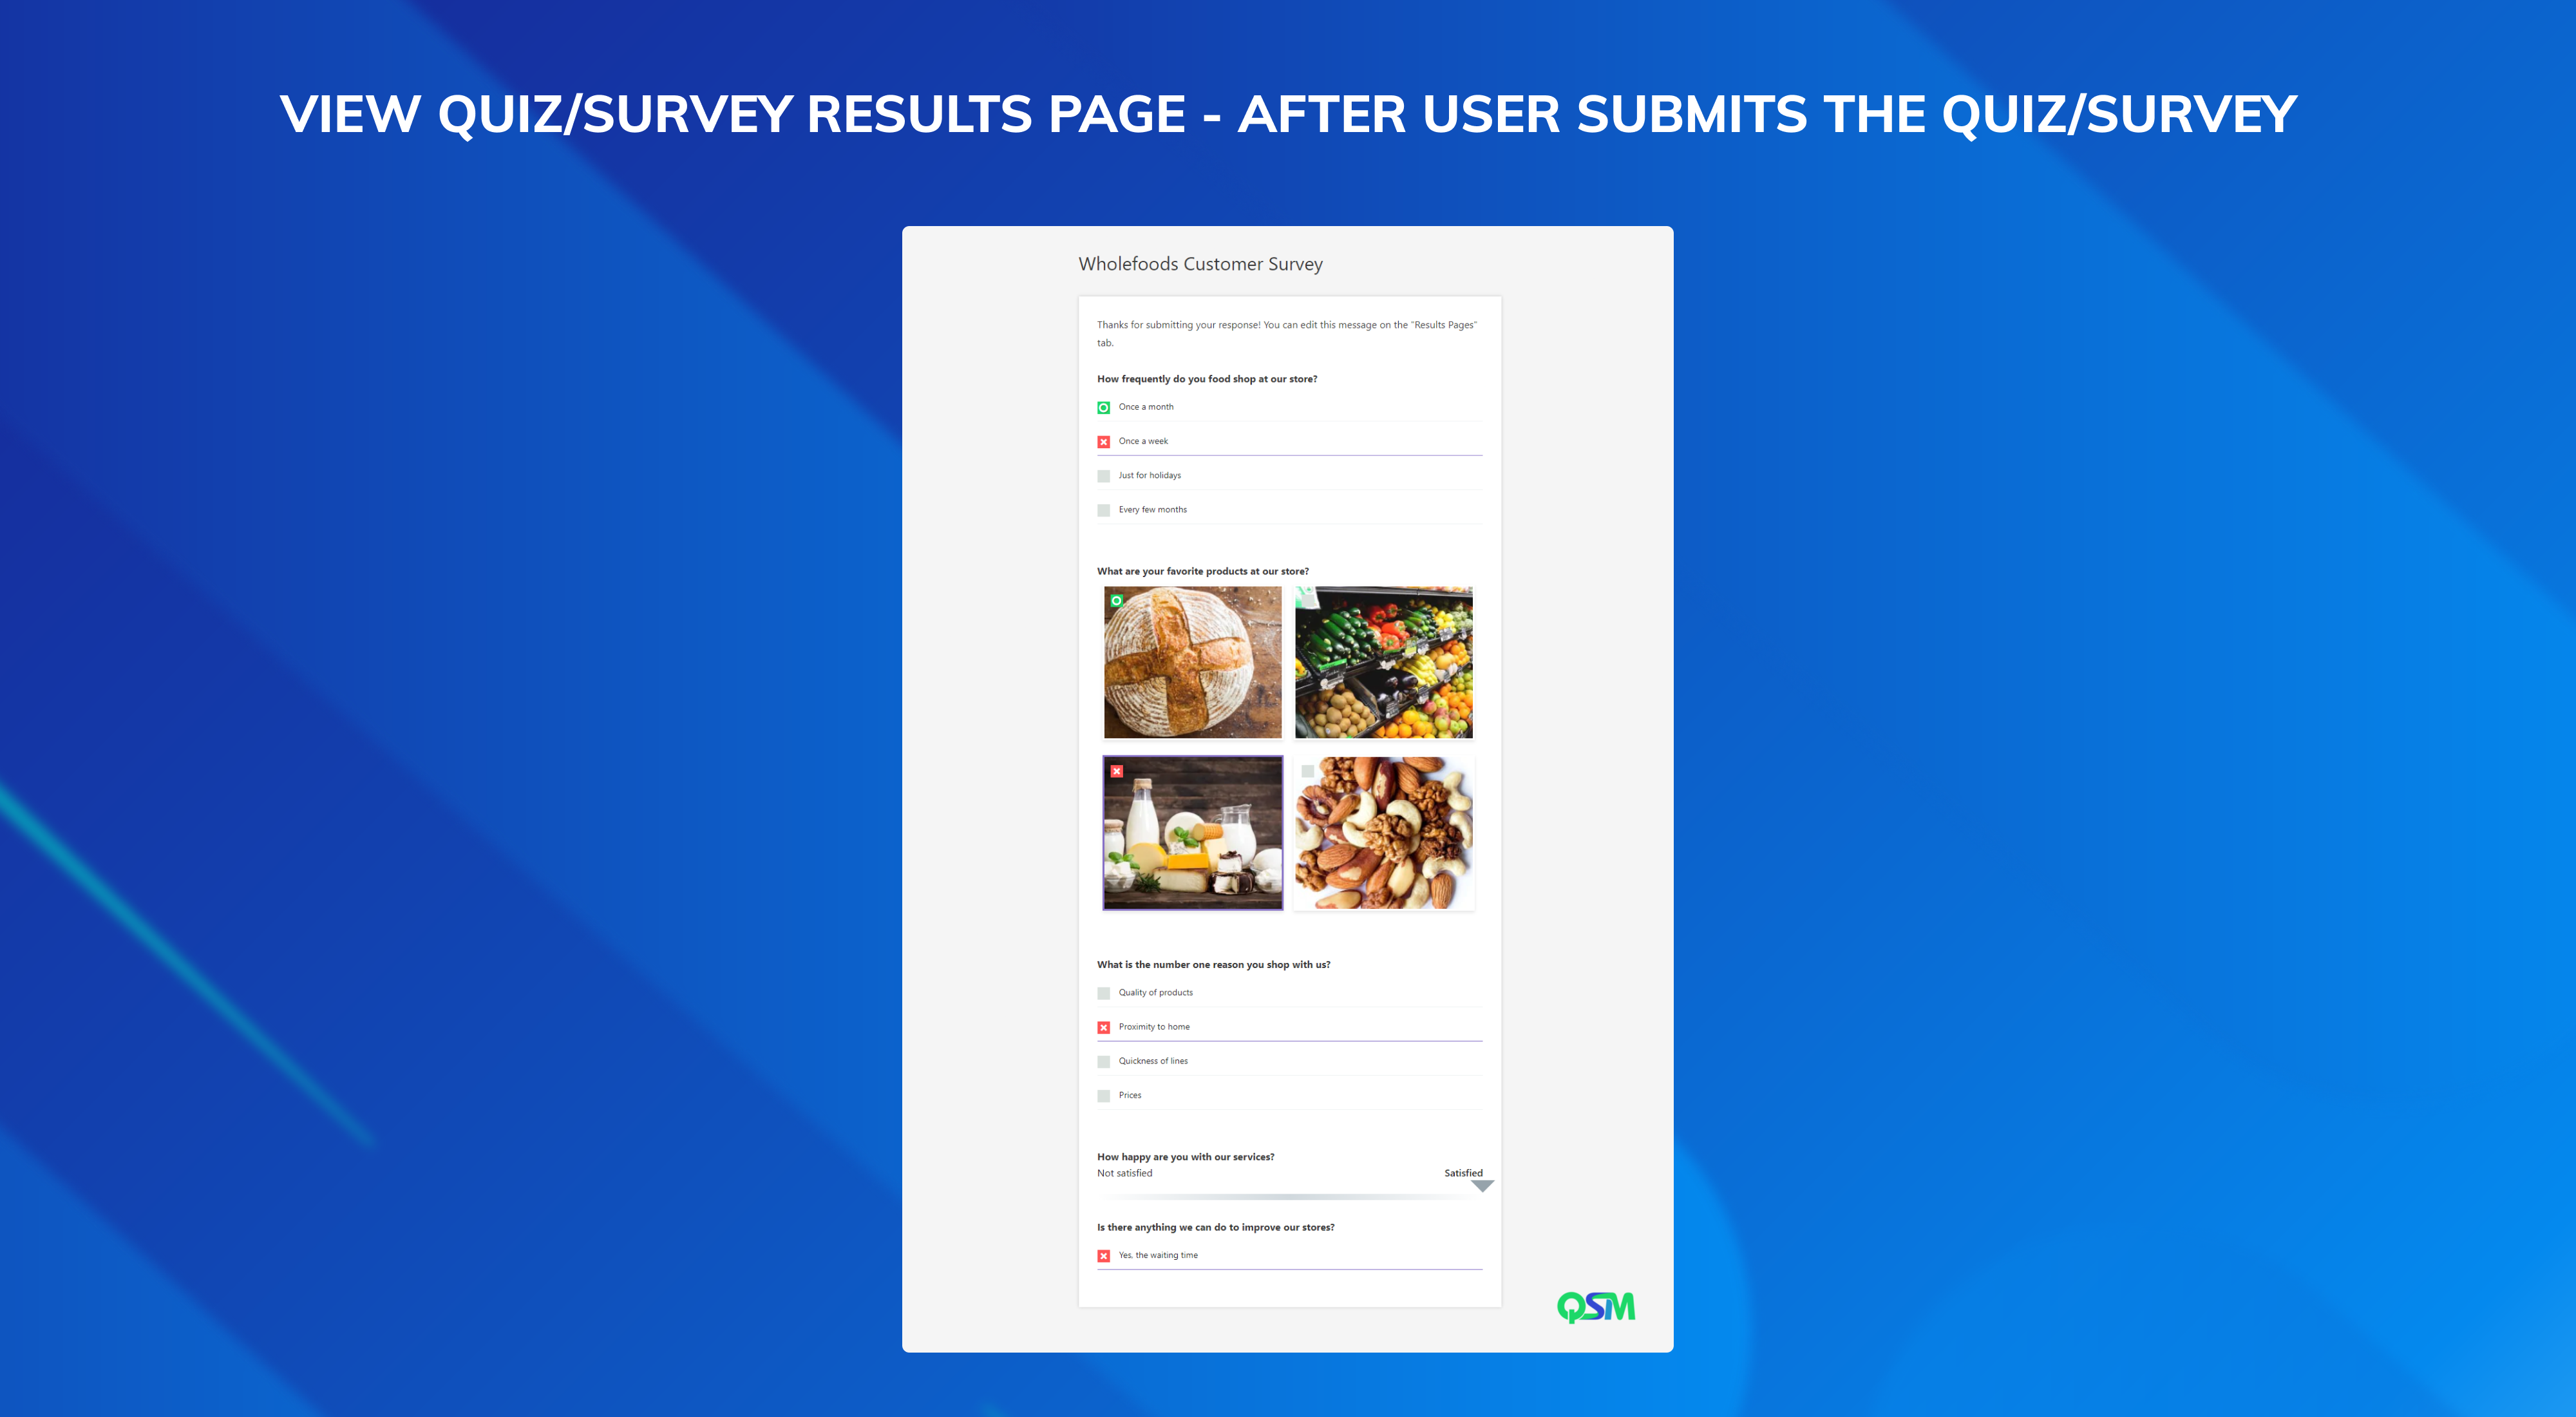 VIEW QUIZ/SURVEY RESULTS PAGE - AFTER USER SUBMITS THE QUIZ/SURVEY
Wholefoods Customer Survey
Thanks for submitting your response! You can edit this message on the "Results Pages"
tab.
How frequently do you food shop at our store?
Once a month
Once a week
Just for holidays
Every few months
What are your favorite products at our store?
What is the number one reason you shop with us?
Quality of products
Proximity to home
Quickness of lines
Prices
How happy are you with our services?
Not satisfied Satisfied
Is there anything we can do to improve our stores?
Yes, the waiting time
QSM